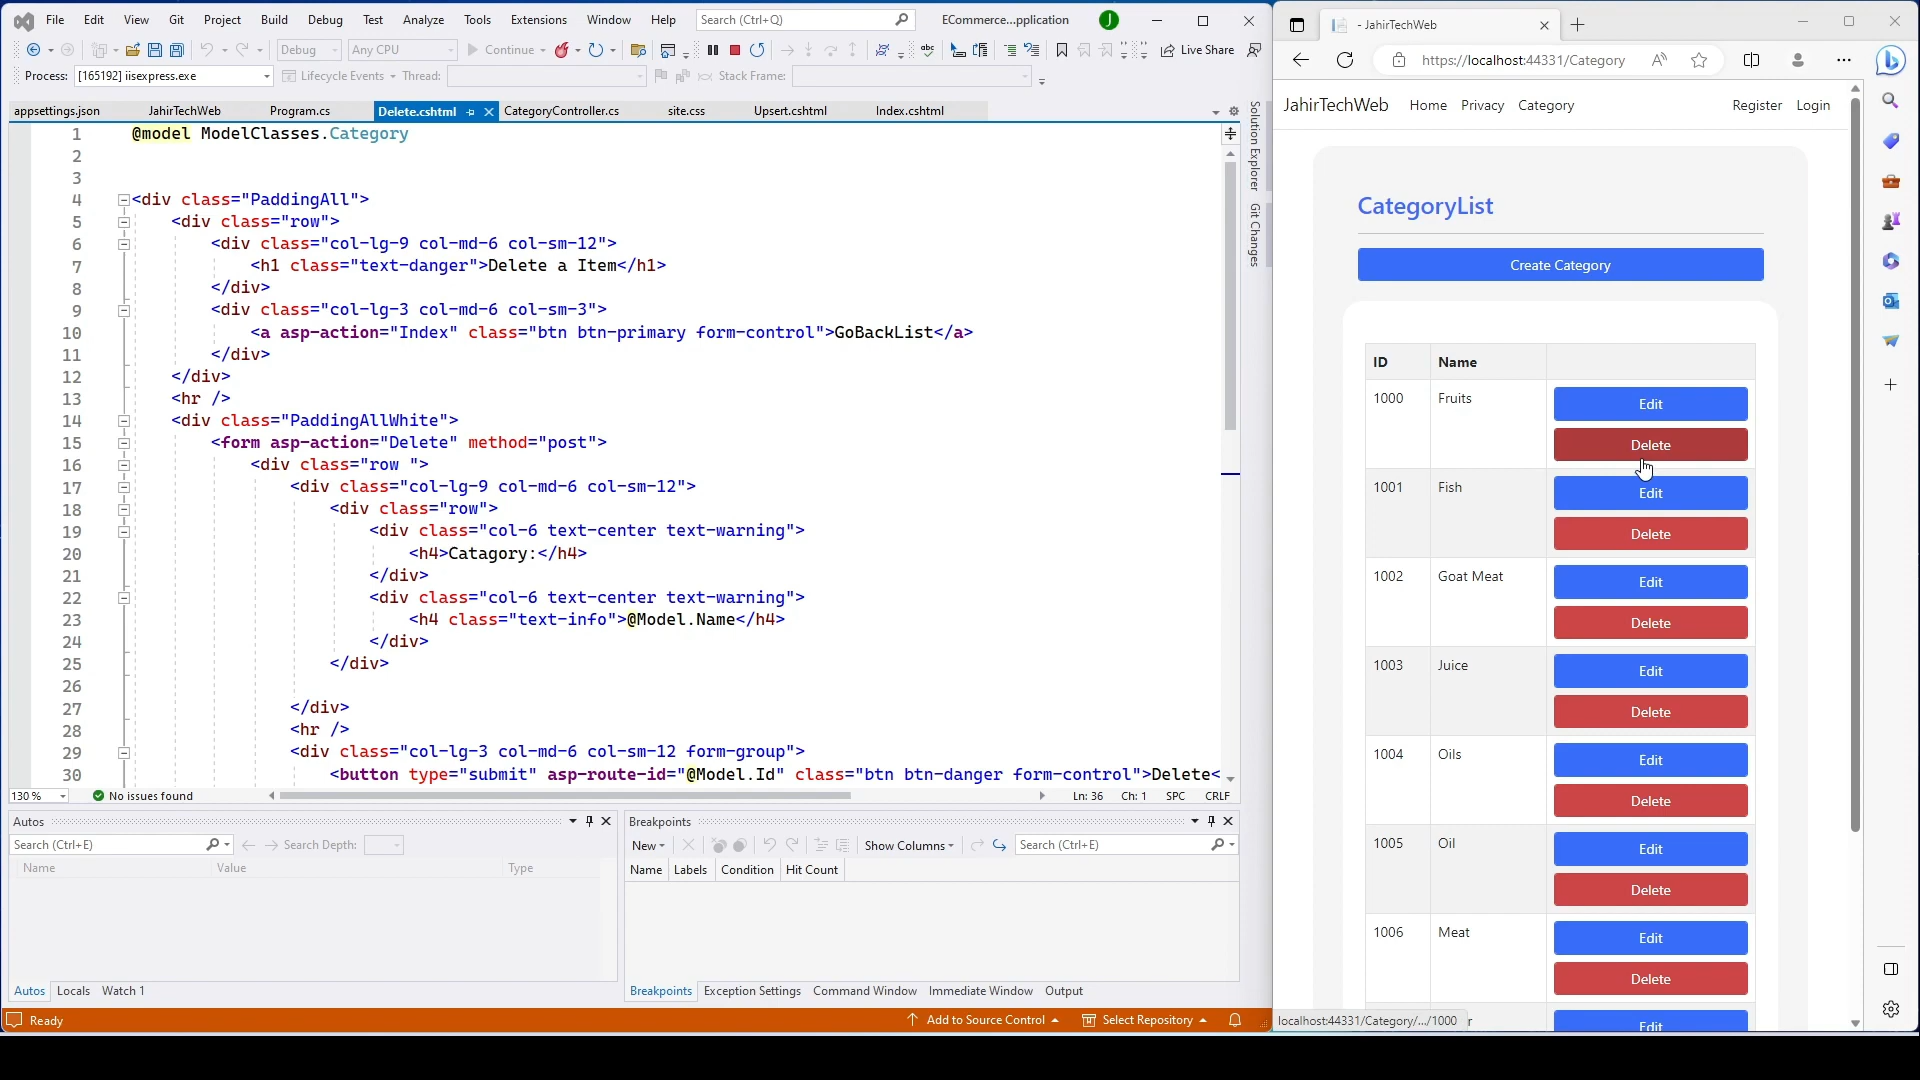 File Edit View Git Project Build Debug Test Analyze Tools Extensions Window Help Search (Ctrl+Q) ECommerce...pplication J
Debug Any CPU Continue Live Share
Process: [165192] iisexpress.exe Lifecycle Events Thread: Stack Frame:
appsettings.json JahirTechWeb Program.cs Delete.cshtml CategoryController.cs site.css Upsert.cshtml Index.cshtml
1 @model ModelClasses.Category
2
3
4 <div class="PaddingAll">
5 <div class="row">
6 <div class="col-lg-9 col-md-6 col-sm-12">
7 <h1 class="text-danger">Delete a Item</h1>
8 </div>
9 <div class="col-lg-3 col-md-6 col-sm-3">
10 <a asp-action="Index" class="btn btn-primary form-control">GoBackList</a>
11 </div>
12 </div>
13 <hr />
14 <div class="PaddingAllWhite">
15 <form asp-action="Delete" method="post">
16 <div class="row ">
17 <div class="col-lg-9 col-md-6 col-sm-12">
18 <div class="row">
19 <div class="col-6 text-center text-warning">
20 <h4>Catagory:</h4>
21 </div>
22 <div class="col-6 text-center text-warning">
23 <h4 class="text-info">@Model.Name</h4>
24 </div>
25 </div>
26
27 </div>
28 <hr />
29 <div class="col-lg-3 col-md-6 col-sm-12 form-group">
30 <button type="submit" asp-route-id="@Model.Id" class="btn btn-danger form-control">Delete<
130 % No issues found Ln: 36 Ch: 1 SPC CRLF
Solution Explorer
Git Changes
Autos
Search (Ctrl+E) Search Depth:
Name Value Type
Autos Locals Watch 1
Breakpoints
New Show Columns Search (Ctrl+E)
Name Labels Condition Hit Count
Breakpoints Exception Settings Command Window Immediate Window Output
Ready Add to Source Control Select Repository
- JahirTechWeb
https://localhost:44331/Category
JahirTechWeb Home Privacy Category Register Login
CategoryList
Create Category
ID Name
1000 Fruits Edit
Delete
1001 Fish Edit
Delete
1002 Goat Meat Edit
Delete
1003 Juice Edit
Delete
1004 Oils Edit
Delete
1005 Oil Edit
Delete
1006 Meat Edit
Delete
Edit
localhost:44331/Category/.../1000